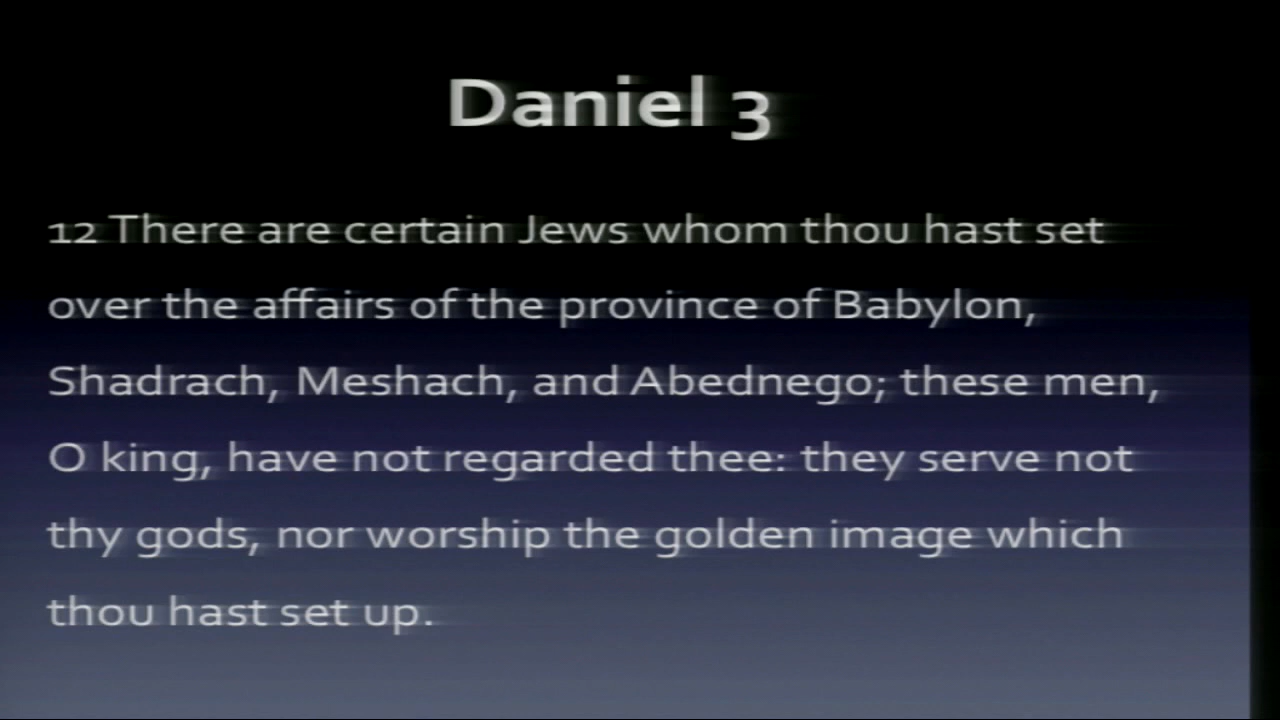 Daniel 3
12 There are certain Jews whom thou hast set
over the affairs of the province of Babylon,
Shadrach, Meshach, and Abednego; these men,
O king, have not regarded thee: they serve not
thy gods, nor worship the golden image which
thou hast set up.